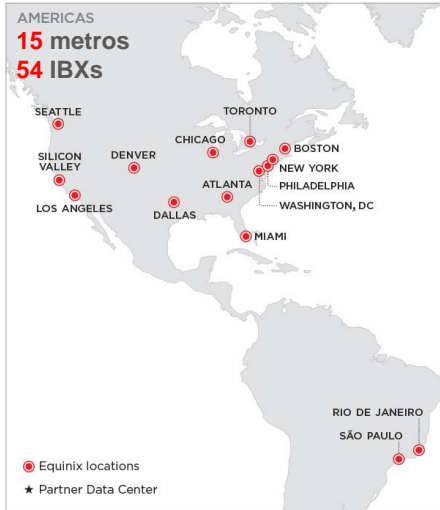 AMERICAS
15 metros
54 IBXs
SEATTLE
TORONTO
CHICAGO
BOSTON
SILICON
VALLEY
DENVER
NEW YORK
ATLANTA
PHILADELPHIA
LOS ANGELES
DALLAS
WASHINGTON, DC
MIAMI
RIO DE JANEIRO
SÃO PAULO
Equinix locations
★ Partner Data Center